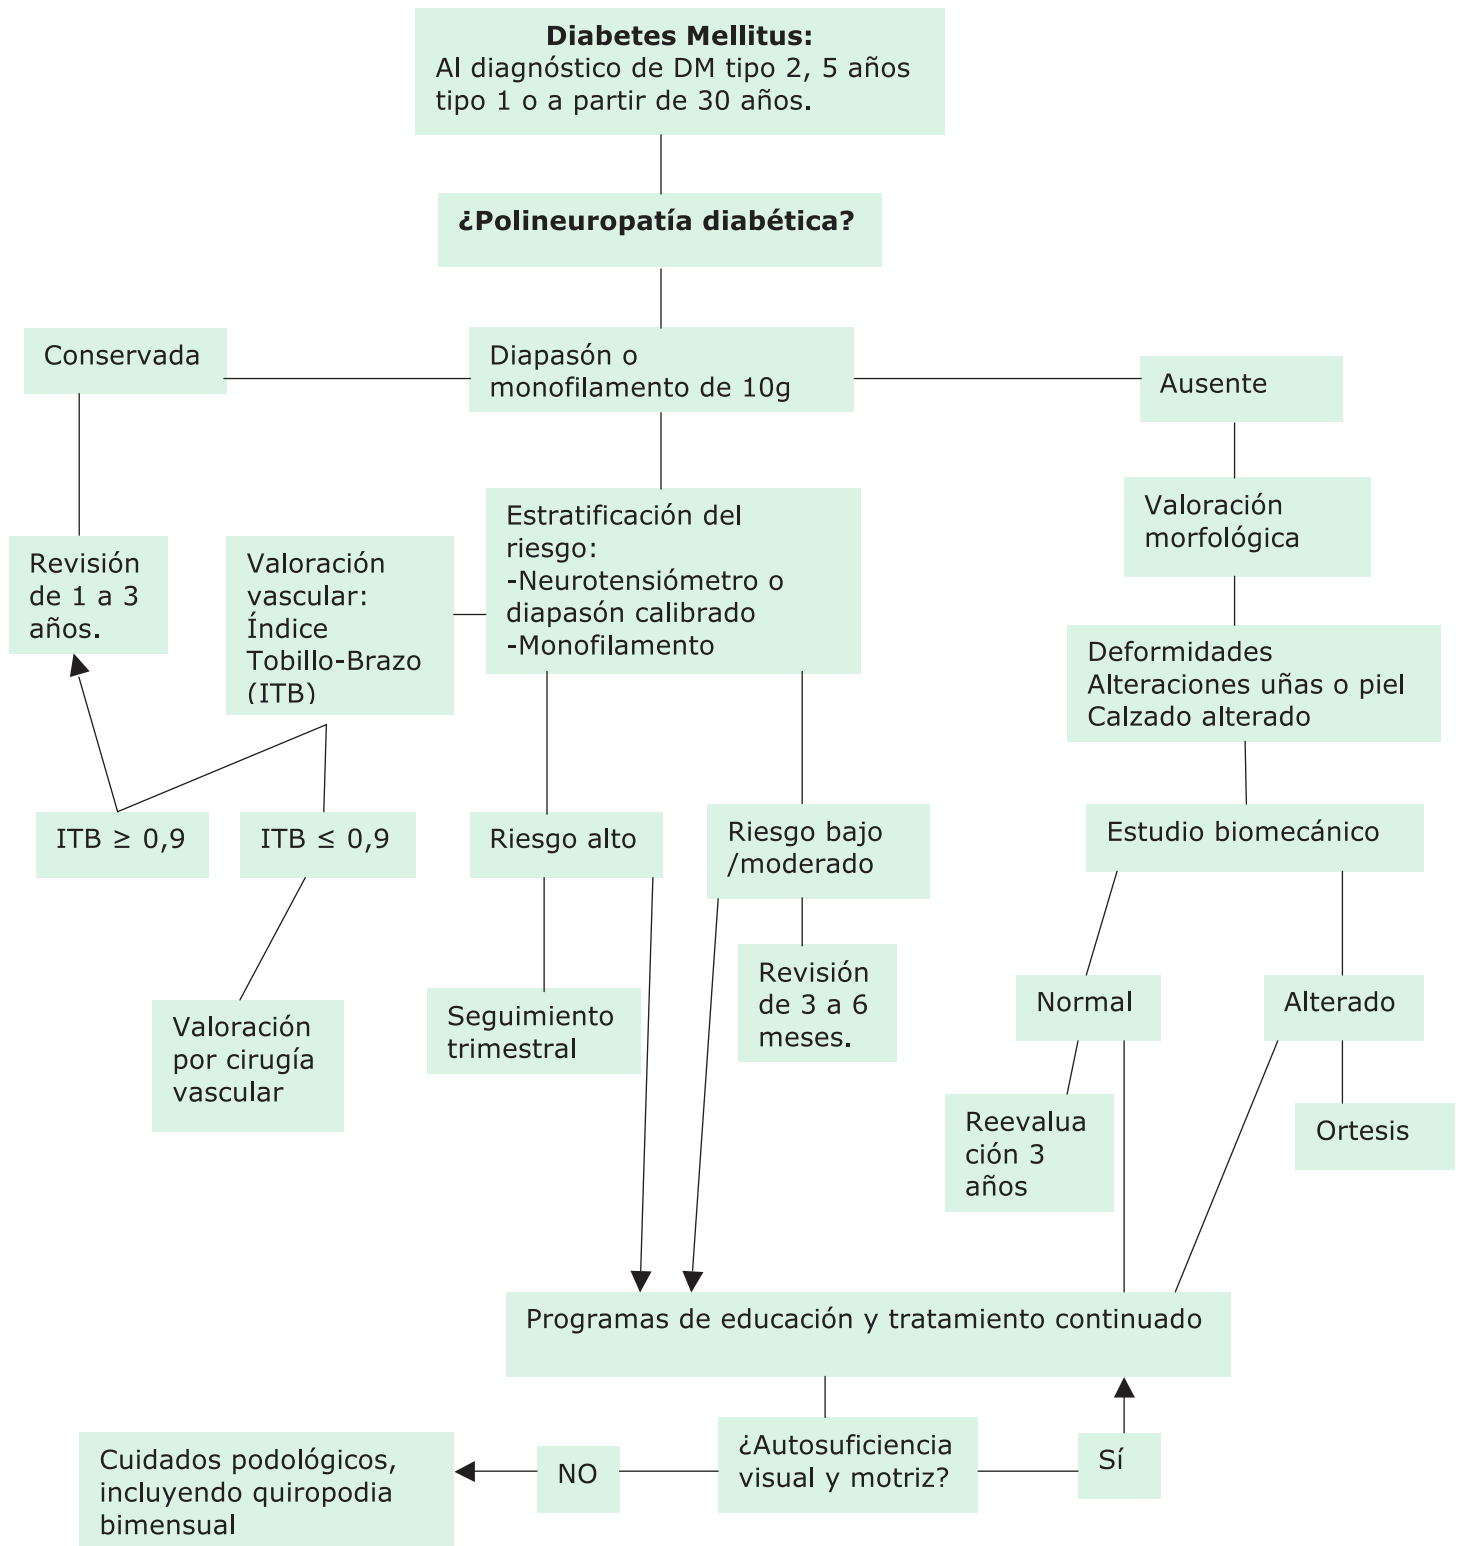 Diabetes Mellitus:
Al diagnóstico de DM tipo 2, 5 años
tipo 1 o a partir de 30 años.
¿Polineuropatía diabética?
Conservada
Diapasón o
monofilamento de 10g
Ausente
Revisión
de 1 a 3
años.
Valoración
vascular:
Índice
Tobillo-Brazo
(ITB)
Estratificación del
riesgo:
-Neurotensiómetro o
diapasón calibrado
-Monofilamento
Valoración
morfológica
Deformidades
Alteraciones uñas o piel
Calzado alterado
ITB ≥ 0,9
ITB ≤ 0,9
Riesgo alto
Riesgo bajo
/moderado
Estudio biomecánico
Valoración
por cirugía
vascular
Seguimiento
trimestral
Revisión
de 3 a 6
meses.
Normal
Alterado
Reevalua
ción 3
años
Ortesis
Programas de educación y tratamiento continuado
Cuidados podológicos,
incluyendo quiropodia
bimensual
NO
¿Autosuficiencia
visual y motriz?
Sí